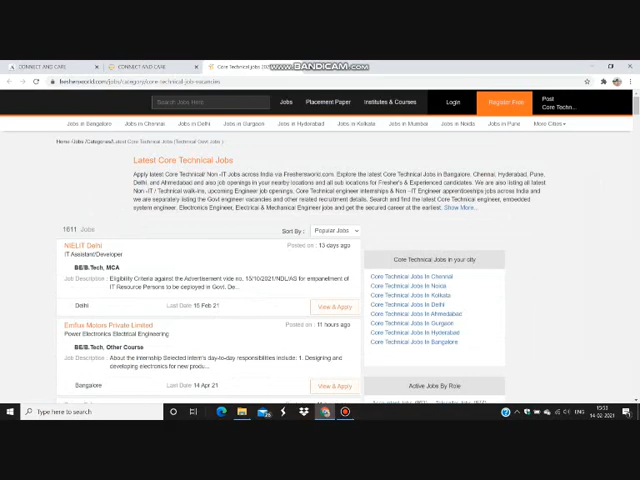 CONNECT AND CARE
CONNECT AND CARE
Core Technical jobs
www.BANDICAM.com
freshersworld.com/jobs/category/core-technical-job-vacancies
Search Jobs Here
Jobs
Placement Paper
Institutes & Courses
Login
Register Free
Post
Core Techn...
Jobs in Bangalore
Jobs in Chennai
Jobs in Delhi
Jobs in Gurgaon
Jobs in Hyderabad
Jobs in Kolkata
Jobs in Mumbai
Jobs in Noida
Jobs in Pune
More Cities
Latest Core Technical Jobs
Apply latest Core Technical/ Non -IT Jobs across India via Freshersworld.com. Explore the latest Core Technical Jobs in Bangalore, Chennai, Hyderabad, Pune,
Delhi, and Ahmedabad and also job openings in your nearby locations and all sub locations for Fresher's & Experienced candidates. We are also listing all latest
Non -IT / Technical walk-ins, upcoming Engineer job openings, Core Technical engineer internships & Non -IT Engineer apprenticeships jobs across India and
we are separately listing the Govt engineer vacancies and other related recruitment details. Search and find the latest Core engineer, embedded
system engineer, Electronics Engineer, Electrical & Mechanical Engineer jobs and get the secured career at the earliest. Show More...
1611 Jobs
Sort By :
Popular Jobs
NIELIT Delhi
Posted on : 13 days ago
IT Assistant/Developer
BE/B.Tech, MCA
Job Description : Eligibility Criteria against the Advertisement vide no. 13/10/2021/NDL/AS for empanelment of
IT Resource Persons to be deployed in Govt. De...
Delhi
Last Date 15 Feb 21
View & Apply
Emflux Motors Private Limited
Posted on : 11 hours ago
Power Electronics Electrical Engineering
BE/B.Tech, Other Course
Job Description : About the internship Selected intern's day-to-day responsibilities include: 1. Designing and
developing electronics for new produc...
Bangalore
Last Date 14 Apr 21
View & Apply
Core Technical Jobs in your city
Core Technical Jobs in Chennai
Core Technical Jobs in Noida
Core Technical Jobs in Kolkata
Core Technical Jobs in Delhi
Core Technical Jobs in Ahmedabad
Core Technical Jobs in Gurgaon
Core Technical Jobs in Hyderabad
Core Technical Jobs in Bangalore
Active Jobs By Role
Type here to search
ENG
15:53
14-02-2021